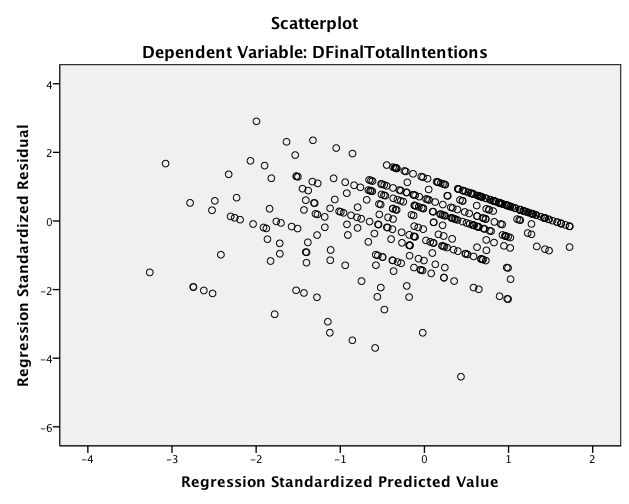 Scatterplot
Dependent Variable: DFinalTotalIntentions
4
2
0
-2
-4
-6
Regression Standardized Residual
-4 -3 -2 -1 0 1 2
Regression Standardized Predicted Value